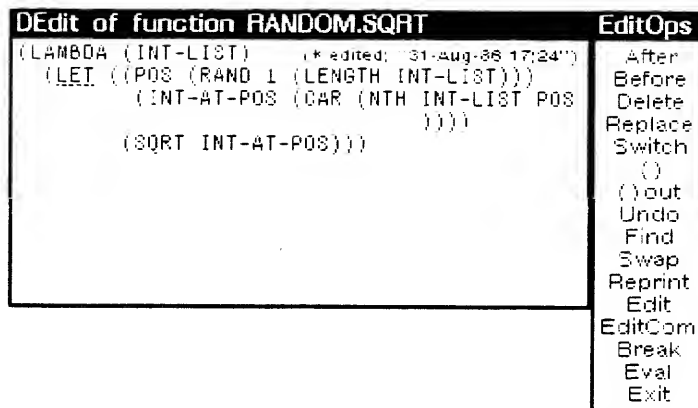 DEdit of function RANDOM.SQRT
(LAMBDA (INT-LIST) (* edited: "31-Aug-86 17:24")
(LET ((POS (RAND 1 (LENGTH INT-LIST)))
(INT-AT-POS (CAR (NTH INT-LIST POS
))))
(SQRT INT-AT-POS)))
EditOps
After
Before
Delete
Replace
Switch
()
() out
Undo
Find
Swap
Reprint
Edit
EditCom
Break
Eval
Exit